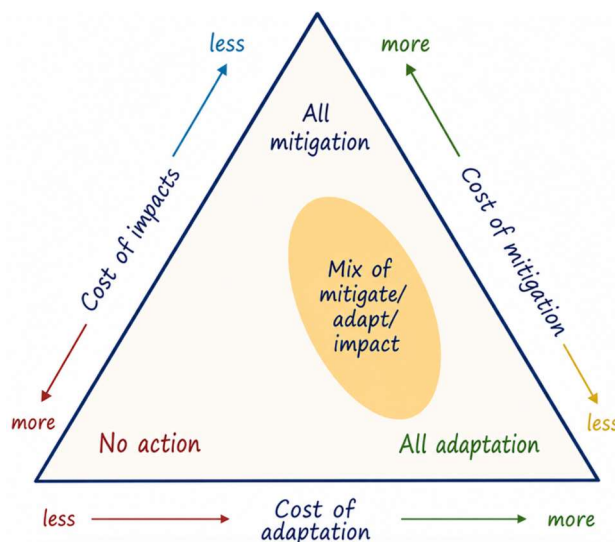 less
more
All
mitigation
Cost of impacts
Cost of mitigation
Mix of
mitigate/
adapt/
impact
more
less
No action
All adaptation
less
Cost of
adaptation
more